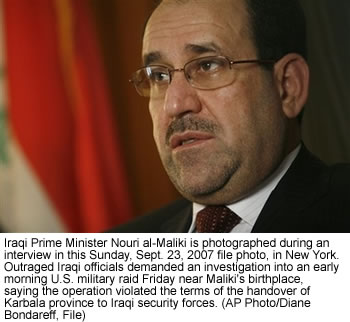 Iraqi Prime Minister Nouri al-Maliki is photographed during an
interview in this Sunday, Sept. 23, 2007 file photo, in New York.
Outraged Iraqi officials demanded an investigation into an early
morning U.S. military raid Friday near Maliki's birthplace,
saying the operation violated the terms of the handover of
Karbala province to Iraqi security forces. (AP Photo/Diane
Bondareff, File)